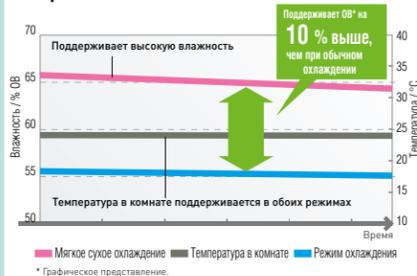 Поддерживает ОВ* на
10 % выше,
чем при обычном
охлаждении
Поддерживает высокую влажность
Температура в комнате поддерживается в обоих режимах
Влажность / % ОВ
70
65
60
55
50
Температура / °C
40
35
30
25
20
15
10
Время
Мягкое сухое охлаждение
Температура в комнате
Режим охлаждения
* Графическое представление.